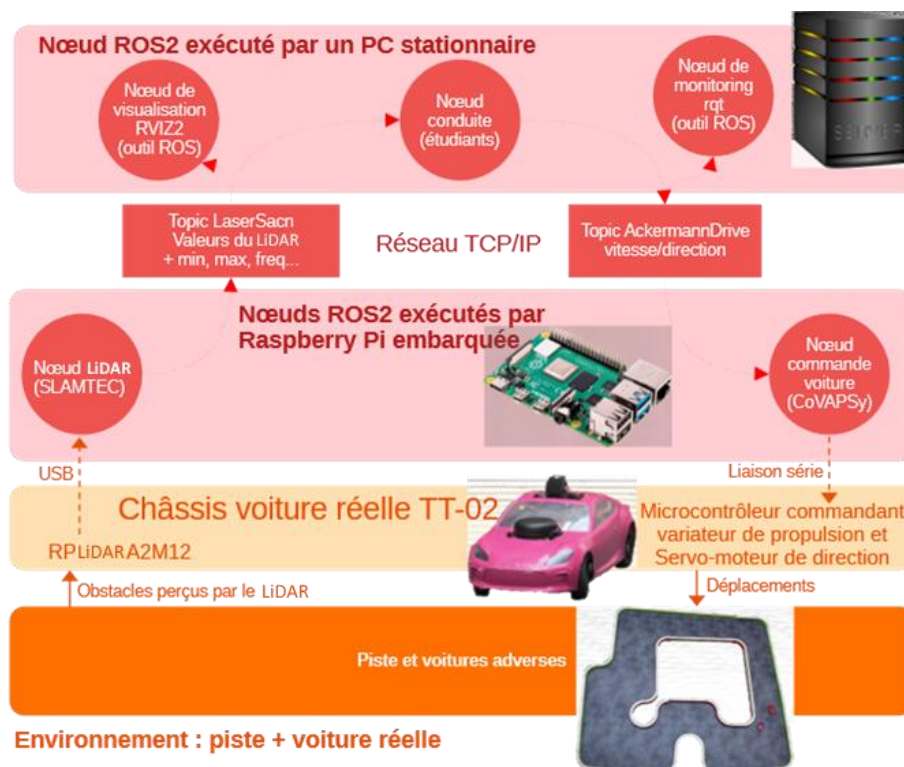 Nœud ROS2 exécuté par un PC stationnaire
Nœud de
visualisation
RVIZ2
(outil ROS)
Nœud
conduite
(étudiants)
Nœud de
monitoring
rqt
(outil ROS)
SERVER
Topic LaserSacn
Valeurs du LiDAR
+ min, max, freq...
Réseau TCP/IP
Topic AckermannDrive
vitesse/direction
Nœuds ROS2 exécutés par
Raspberry Pi embarquée
Nœud LiDAR
(SLAMTEC)
Nœud
commande
voiture
(CoVAPSy)
USB
Liaison série
Châssis voiture réelle TT-02
RPLiDAR A2M12
Microcontrôleur commandant
variateur de propulsion et
Servo-moteur de direction
Obstacles perçus par le LiDAR
Déplacements
Piste et voitures adverses
Environnement : piste + voiture réelle